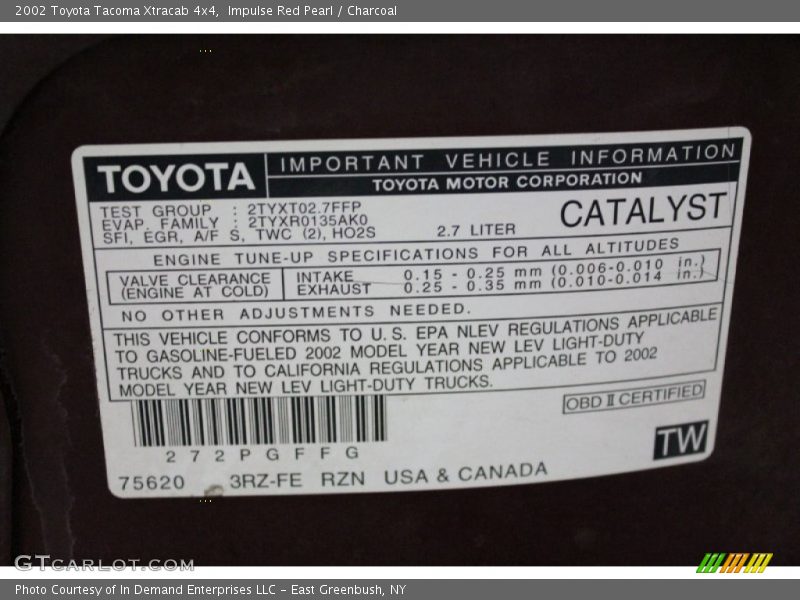 2002 Toyota Tacoma Xtracab 4x4, Impulse Red Pearl / Charcoal
TOYOTA
IMPORTANT VEHICLE INFORMATION
TOYOTA MOTOR CORPORATION
TEST GROUP : 2TYXT02.7FFP
EVAP. FAMILY : 2TYXR0135AK0
SFI, EGR, A/F S, TWC (2), HO2S 2.7 LITER
CATALYST
ENGINE TUNE-UP SPECIFICATIONS FOR ALL ALTITUDES
VALVE CLEARANCE
(ENGINE AT COLD)
INTAKE 0.15 - 0.25 mm (0.006-0.010 in.)
EXHAUST 0.25 - 0.35 mm (0.010-0.014 in.)
NO OTHER ADJUSTMENTS NEEDED.
THIS VEHICLE CONFORMS TO U.S. EPA NLEV REGULATIONS APPLICABLE
TO GASOLINE-FUELED 2002 MODEL YEAR NEW LEV LIGHT-DUTY
TRUCKS AND TO CALIFORNIA REGULATIONS APPLICABLE TO 2002
MODEL YEAR NEW LEV LIGHT-DUTY TRUCKS.
OBD II CERTIFIED
272PGFFG
TW
75620 3RZ-FE RZN USA & CANADA
GTCARLOT.COM
Photo Courtesy of In Demand Enterprises LLC - East Greenbush, NY